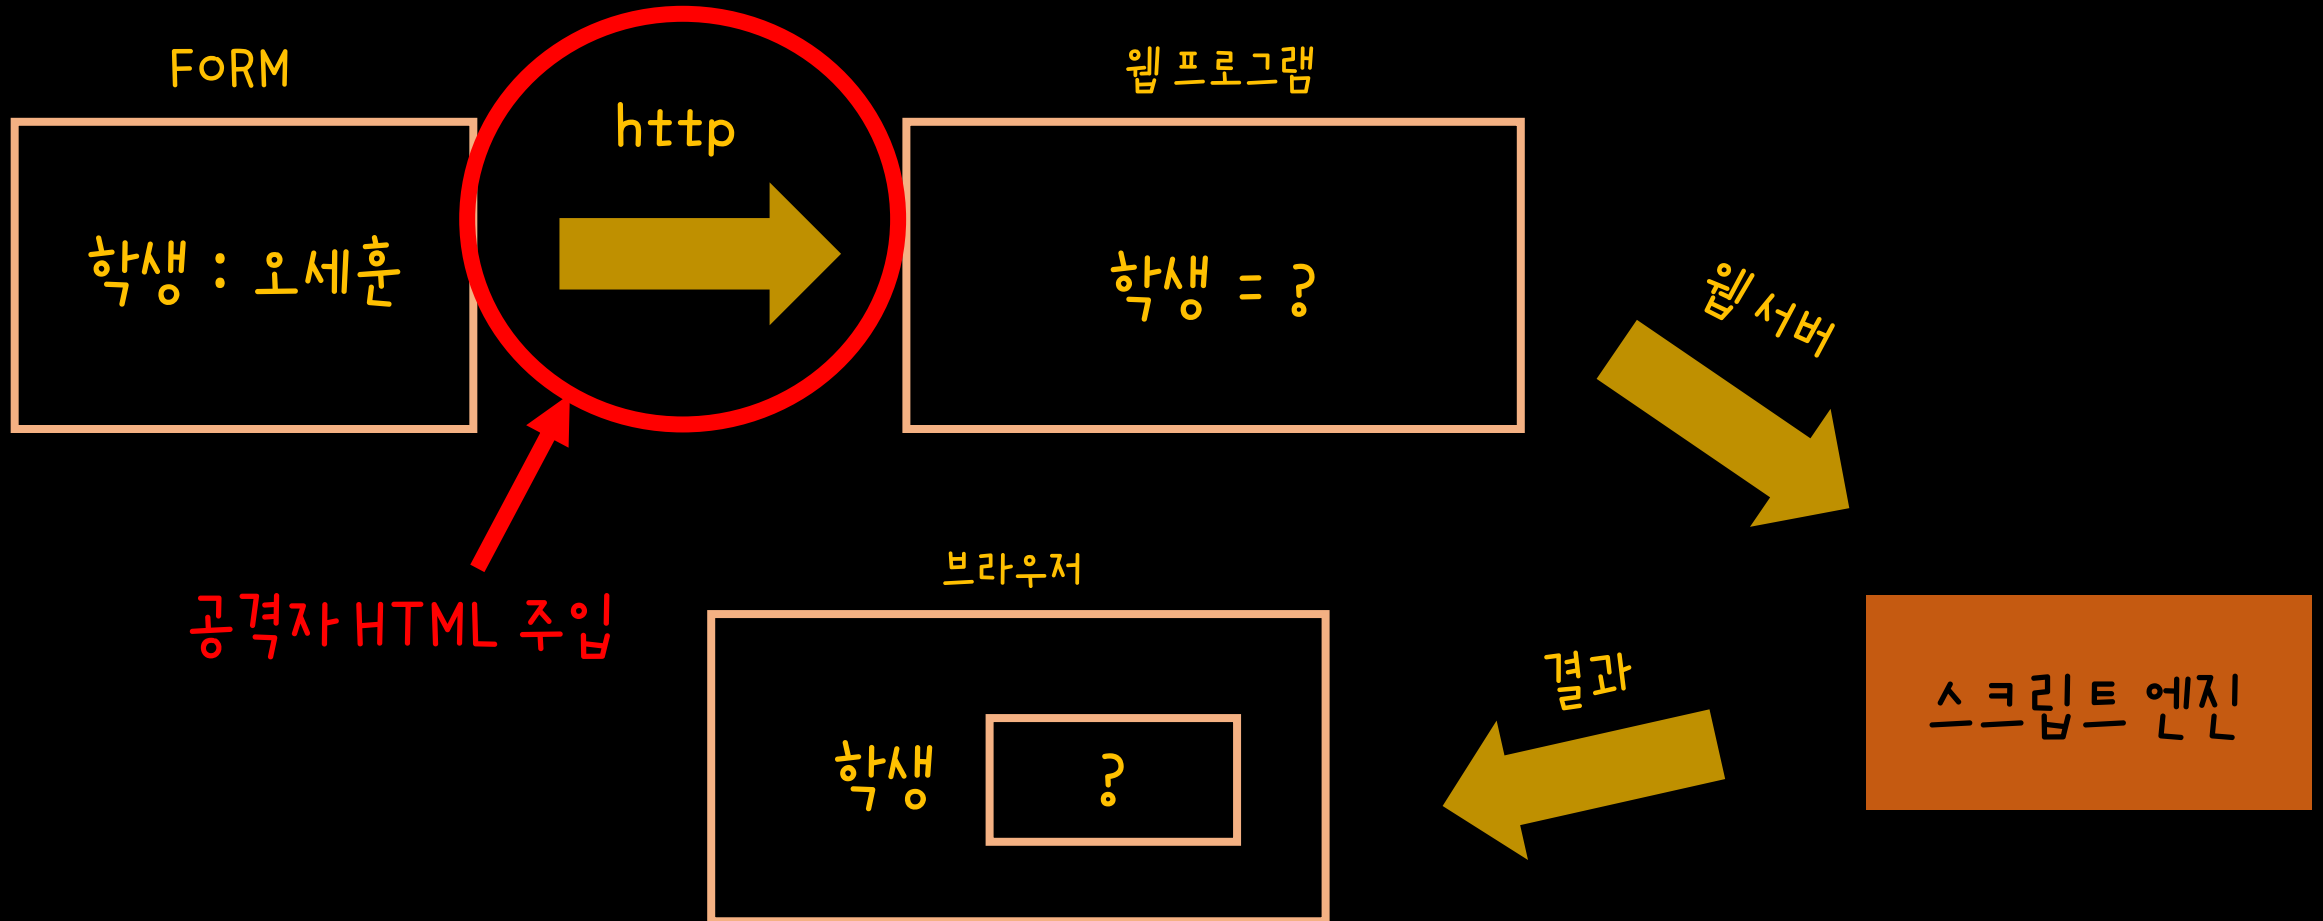 FORM
http
웹 프로그램
학생 : 오세훈
학생 = ?
웹 서버
공격자 HTML 주입
브라우저
결과
스크립트 엔진
학생
?